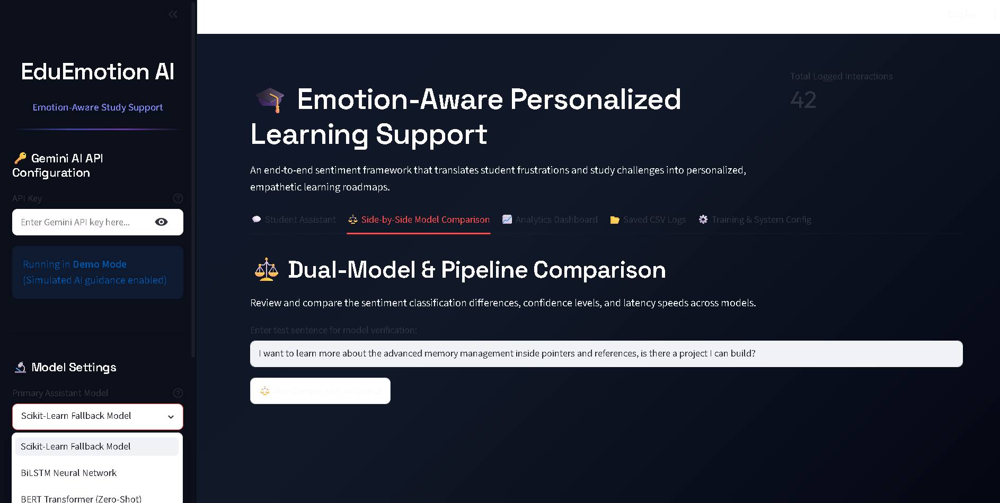 EduEmotion AI
Emotion-Aware Study Support
Gemini AI API
Configuration
API Key
Enter Gemini API key here...
Running in Demo Mode
(Simulated AI guidance enabled)
Model Settings
Primary Assistant Model
Scikit-Learn Fallback Model
Scikit-Learn Fallback Model
BiLSTM Neural Network
BERT Transformer (Zero-Shot)
Deploy
Total Logged Interactions
42
Emotion-Aware Personalized
Learning Support
An end-to-end sentiment framework that translates student frustrations and study challenges into personalized,
empathetic learning roadmaps.
Student Assistant
Side-by-Side Model Comparison
Analytics Dashboard
Saved CSV Logs
Training & System Config
Dual-Model & Pipeline Comparison
Review and compare the sentiment classification differences, confidence levels, and latency speeds across models.
Enter test sentence for model verification:
I want to learn more about the advanced memory management inside pointers and references, is there a project I can build?
Run Comparative Inference